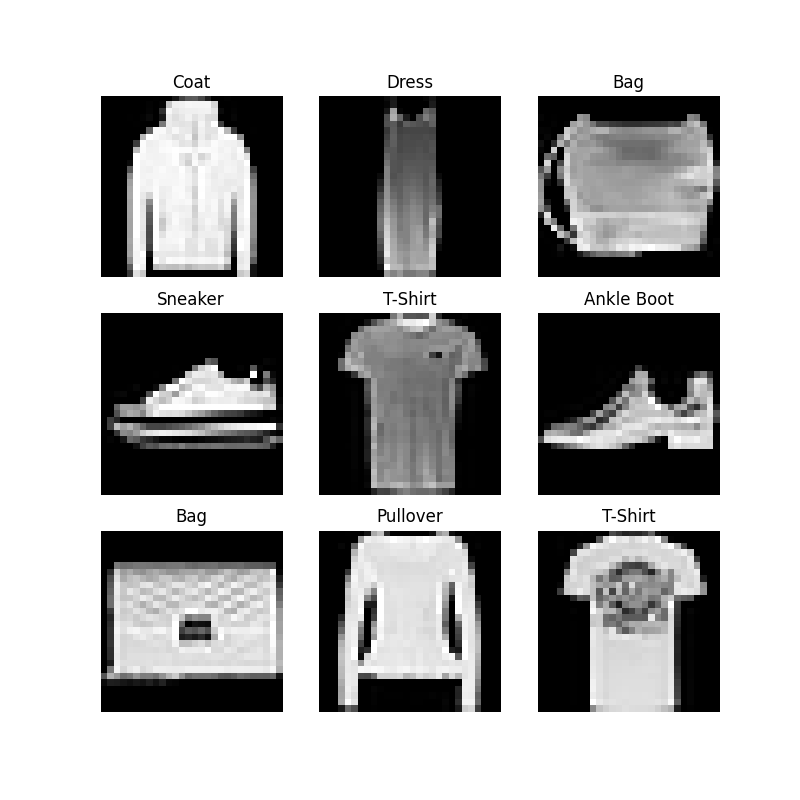 Coat
Dress
Bag
Sneaker
T-Shirt
Ankle Boot
Bag
Pullover
T-Shirt